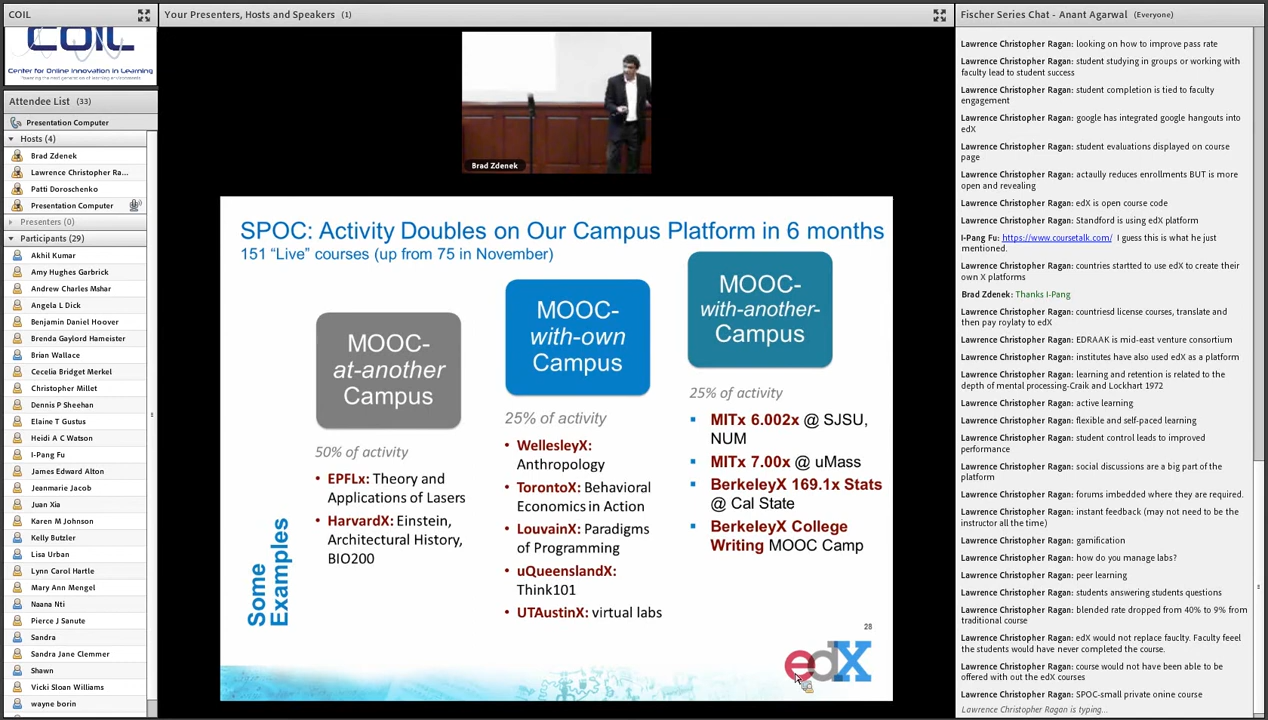 COIL
Your Presenters, Hosts and Speakers (1)
Fischer Series Chat - Anant Agarwal (Everyone)
COIL
Center for Online Innovation in Learning
Attendee List (33)
Presentation Computer
Hosts (4)
Brad Zdenek
Lawrence Christopher Ra...
Patti Doroschenko
Presentation Computer
Presenters (0)
Participants (29)
Akhil Kumar
Amy Hughes Garbrick
Andrew Charles Mshar
Angela L Dick
Benjamin Daniel Hoover
Brenda Gaylord Hameister
Brian Wallace
Cecelia Bridget Merkel
Christopher Millet
Dennis P Sheehan
Elaine T Gustus
Heidi A C Watson
I-Pang Fu
James Edward Alton
Jeanmarie Jacob
Juan Xia
Karen M Johnson
Kelly Butzler
Lisa Urban
Lynn Carol Hartle
Mary Ann Mengel
Naana Nti
Pierce J Sanute
Sandra
Sandra Jane Clemmer
Shawn
Vicki Sloan Williams
wayne borin
Brad Zdenek
SPOC: Activity Doubles on Our Campus Platform in 6 months
151 “Live” courses (up from 75 in November)
MOOC-
at-another
Campus
50% of activity
EPFLx: Theory and
Applications of Lasers
HarvardX: Einstein,
Architectural History,
BIO200
MOOC-
with-own
Campus
25% of activity
WellesleyX:
Anthropology
TorontoX: Behavioral
Economics in Action
LouvainX: Paradigms
of Programming
uQueenslandX:
Think101
UTAustinX: virtual labs
MOOC-
with-another-
Campus
25% of activity
MITx 6.002x @ SJSU,
NUM
MITx 7.00x @ uMass
BerkeleyX 169.1x Stats
@ Cal State
BerkeleyX College
Writing MOOC Camp
Some
Examples
28
edX
Lawrence Christopher Ragan: looking on how to improve pass rate
Lawrence Christopher Ragan: student studying in groups or working with
faculty lead to student success
Lawrence Christopher Ragan: student completion is tied to faculty
engagement
Lawrence Christopher Ragan: google has integrated google hangouts into
edX
Lawrence Christopher Ragan: student evaluations displayed on course
page
Lawrence Christopher Ragan: actaully reduces enrollments BUT is more
open and revealing
Lawrence Christopher Ragan: edX is open course code
Lawrence Christopher Ragan: Standford is using edX platform
I-Pang Fu: https://www.coursetalk.com/ I guess this is what he just
mentioned.
Lawrence Christopher Ragan: countries startted to use edX to create their
own X platforms
Brad Zdenek: Thanks I-Pang
Lawrence Christopher Ragan: countriesd license courses, translate and
then pay roylaty to edX
Lawrence Christopher Ragan: EDRAAK is mid-east venture consortium
Lawrence Christopher Ragan: institutes have also used edX as a platform
Lawrence Christopher Ragan: learning and retention is related to the
depth of mental processing-Craik and Lockhart 1972
Lawrence Christopher Ragan: active learning
Lawrence Christopher Ragan: flexible and self-paced learning
Lawrence Christopher Ragan: student control leads to improved
performance
Lawrence Christopher Ragan: social discussions are a big part of the
platform
Lawrence Christopher Ragan: forums imbedded where they are required.
Lawrence Christopher Ragan: instant feedback (may not need to be the
instructor all the time)
Lawrence Christopher Ragan: gamification
Lawrence Christopher Ragan: how do you manage labs?
Lawrence Christopher Ragan: peer learning
Lawrence Christopher Ragan: students answering students questions
Lawrence Christopher Ragan: blended rate dropped from 40% to 9% from
traditional course
Lawrence Christopher Ragan: edX would not replace fauclty. Faculty feeel
the students would have never completed the course.
Lawrence Christopher Ragan: course would not have been able to be
offered with out the edX courses
Lawrence Christopher Ragan: SPOC-small private onine course
Lawrence Christopher Ragan is typing...